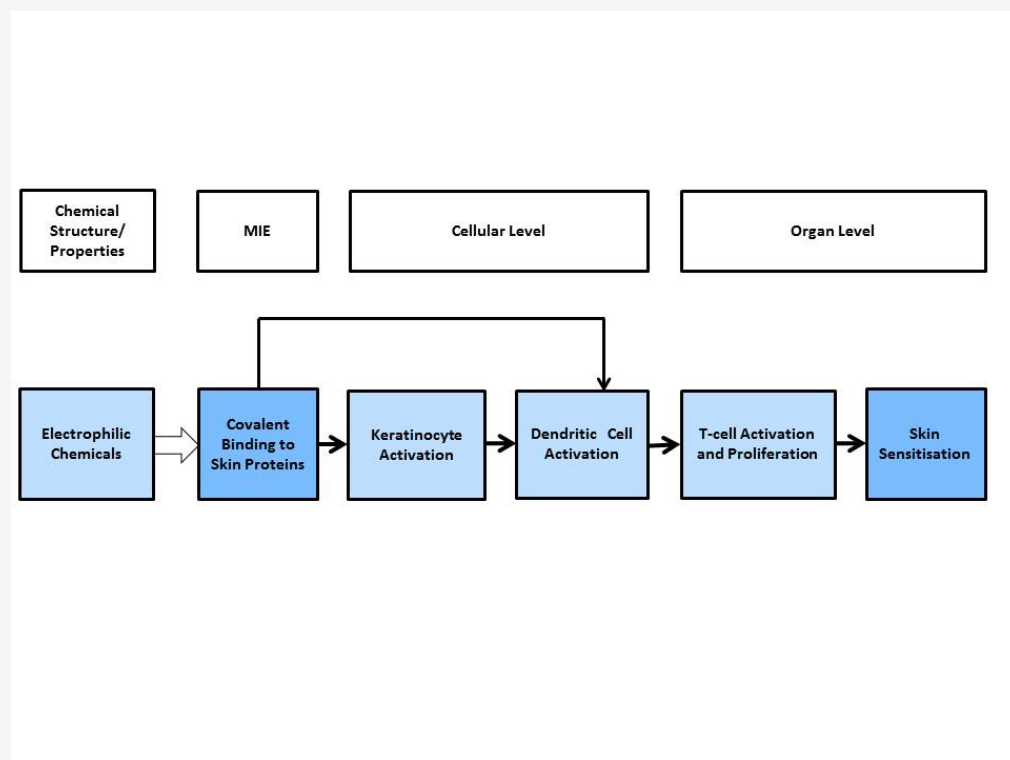 Chemical
Structure/
Properties
MIE
Cellular Level
Organ Level
Electrophilic
Chemicals
Covalent
Binding to
Skin Proteins
Keratinocyte
Activation
Dendritic Cell
Activation
T-cell Activation
and Proliferation
Skin
Sensitisation